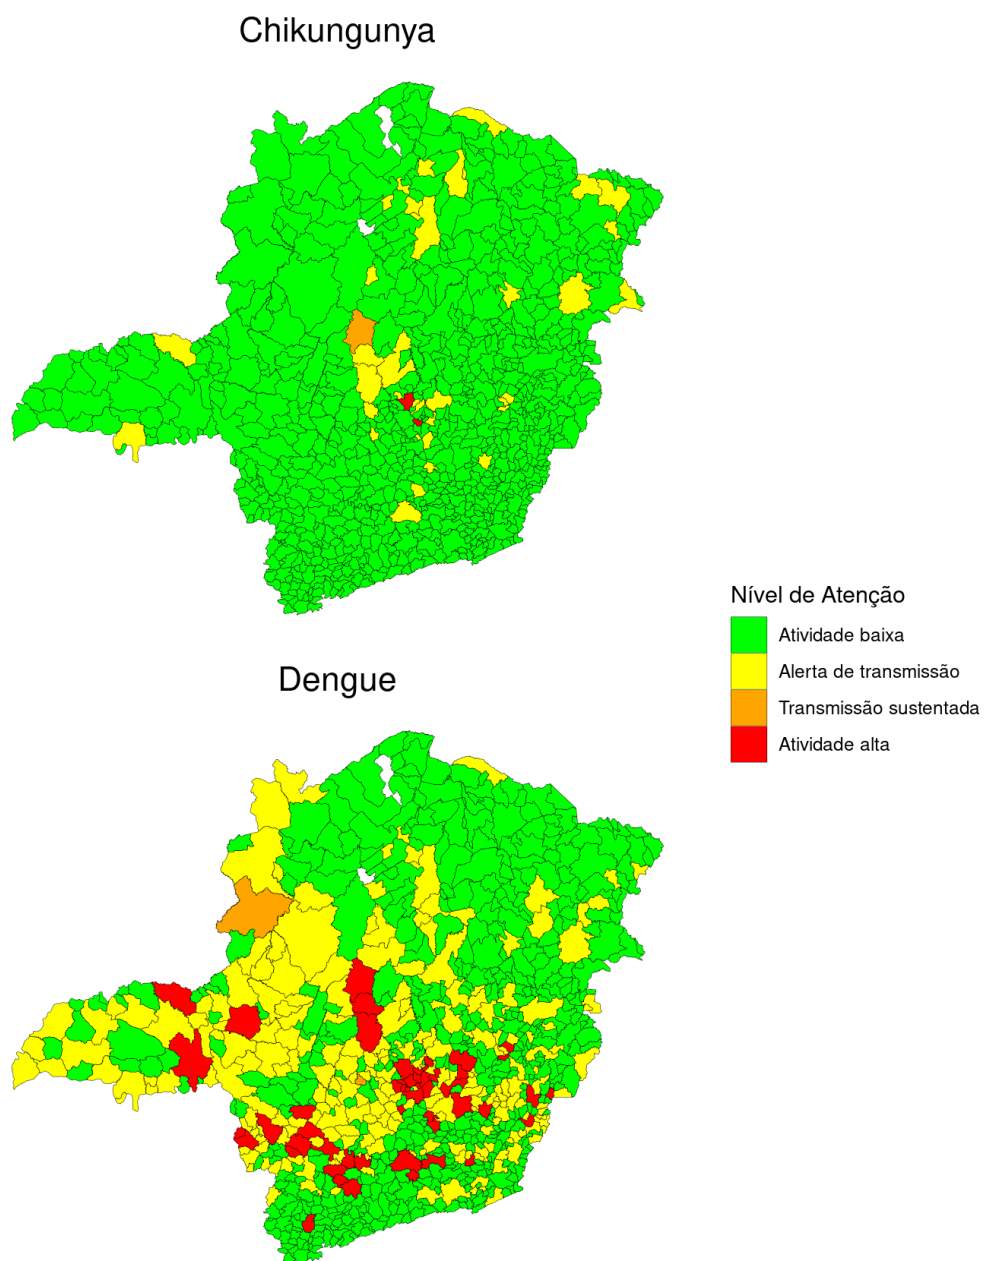 Chikungunya
Nível de Atenção
Atividade baixa
Alerta de transmissão
Transmissão sustentada
Atividade alta
Dengue